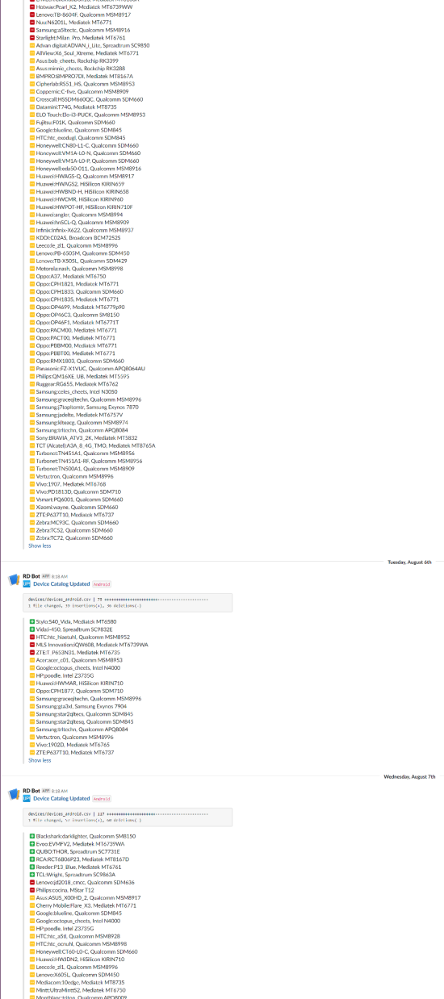 Hotwav:Pearl_K2, Mediatek MT6739WW
Lenovo:TB-8604F, Qualcomm MSM8917
Nuu:N6201L, Mediatek MT6771
Samsung:a5ltectc, Qualcomm MSM8916
Starlight:Milan_Pro, Mediatek MT6761
Advan digital:ADVAN_i_Lite, Spreadtrum SC9850
AllView:X6_Soul_Xtreme, Mediatek MT6771
Asus:bob_cheets, Rockchip RK3399
Asus:minnie_cheets, Rockchip RK3288
BMPRO:BMPRO7DI, Mediatek MT8167A
Cipherlab:RS51_HS, Qualcomm MSM8953
Coppernic:C-five, Qualcomm MSM8909
Crosscall:HSSDM660QC, Qualcomm SDM660
Datamini:T74G, Mediatek MT8735
ELO Touch:Elo-i3-PUCK, Qualcomm MSM8953
Fujitsu:F01K, Qualcomm SDM660
Google:blueline, Qualcomm SDM845
HTC:htc_exodugl, Qualcomm SDM845
Honeywell:CN80-L1-C, Qualcomm SDM660
Honeywell:VM1A-L0-N, Qualcomm SDM660
Honeywell:VM1A-L0-P, Qualcomm SDM660
Honeywell:eda50-011, Qualcomm MSM8916
Huawei:HWAGS-Q, Qualcomm MSM8917
Huawei:HWAGS2, HiSilicon KIRIN659
Huawei:HWBND-H, HiSilicon KIRIN658
Huawei:HWCMR, HiSilicon KIRIN960
Huawei:HWPOT-HF, HiSilicon KIRIN710F
Huawei:angler, Qualcomm MSM8994
Huawei:hnSCL-Q, Qualcomm MSM8909
Infinix:Infinix-X622, Qualcomm MSM8937
KDDI:C02AS, Broadcom BCM72525
Leeco:le_zl1, Qualcomm MSM8996
Lenovo:PB-6505M, Qualcomm SDM450
Lenovo:TB-X505L, Qualcomm SDM429
Motorola:nash, Qualcomm MSM8998
Oppo:A37, Mediatek MT6750
Oppo:CPH1821, Mediatek MT6771
Oppo:CPH1833, Qualcomm SDM660
Oppo:CPH1835, Mediatek MT6771
Oppo:OP4699, Mediatek MT6779p90
Oppo:OP46C3, Qualcomm SM8150
Oppo:OP46F1, Mediatek MT6771T
Oppo:PACM00, Mediatek MT6771
Oppo:PACT00, Mediatek MT6771
Oppo:PBBM00, Mediatek MT6771
Oppo:PBBT00, Mediatek MT6771
Oppo:RMX1803, Qualcomm SDM660
Panasonic:FZ-X1VUC, Qualcomm APQ8064AU
Philips:QM16XE_UB, Mediatek MT5595
Ruggear:RG655, Mediatek MT6762
Samsung:celes_cheets, Intel N3050
Samsung:graceqltechn, Qualcomm MSM8996
Samsung:j7topltemtr, Samsung Exynos 7870
Samsung:jadelte, Mediatek MT6757V
Samsung:klteacg, Qualcomm MSM8974
Samsung:trltechn, Qualcomm APQ8084
Sony:BRAVIA_ATV3_2K, Mediatek MT5832
TCT (Alcatel):A3A_8_4G_TMO, Mediatek MT8765A
Turbonet:TN451A1, Qualcomm MSM8956
Turbonet:TN451A1-RF, Qualcomm MSM8956
Turbonet:TN500A1, Qualcomm MSM8909
Vertu:tron, Qualcomm MSM8996
Vivo:1907, Mediatek MT6768
Vivo:PD1813D, Qualcomm SDM710
Vsmart:PQ6001, Qualcomm SDM660
Xiaomi:wayne, Qualcomm SDM660
ZTE:P637T10, Mediatek MT6737
Zebra:MC93C, Qualcomm SDM660
Zebra:TC52, Qualcomm SDM660
Zebra:TC72, Qualcomm SDM660
Show less
Tuesday, August 6th
RD Bot APP 8:18 AM
UP! Device Catalog Updated Android
devices/devices_android.csv | 75 +++++++++++++++++++++++-----------------------
1 file changed, 39 insertions(+), 36 deletions(-)
Stylo:S40_Vida, Mediatek MT6580
Vida:i-450, Spreadtrum SC9832E
HTC:htc_hiaetuhl, Qualcomm MSM8952
MLS Innovation:iQW608, Mediatek MT6739WA
ZTE:T_P653N31, Mediatek MT6735
Acer:acer_c01, Qualcomm MSM8953
Google:octopus_cheets, Intel N4000
HP:poodle, Intel Z3735G
Huawei:HWMAR, HiSilicon KIRIN710
Oppo:CPH1877, Qualcomm SDM710
Samsung:graceqltechn, Qualcomm MSM8996
Samsung:gta3xl, Samsung Exynos 7904
Samsung:star2qltecs, Qualcomm SDM845
Samsung:star2qltesq, Qualcomm SDM845
Samsung:trltechn, Qualcomm APQ8084
Vertu:tron, Qualcomm MSM8996
Vivo:1902D, Mediatek MT6765
ZTE:P637T10, Mediatek MT6737
Show less
Wednesday, August 7th
RD Bot APP 8:18 AM
UP! Device Catalog Updated Android
devices/devices_android.csv | 117
1 file changed, 57 insertions(+), 60 deletions(-)
Blackshark:darklighter, Qualcomm SM8150
Evoo:EVMFV2, Mediatek MT6739WA
QUBO:THOR, Spreadtrum SC7731E
RCA:RCT6B06P23, Mediatek MT8167D
Reeder:P13_Blue, Mediatek MT6761
TCL:Wright, Spreadtrum SC9863A
Lenovo:jd2018_cmcc, Qualcomm SDM636
Philips:cocina, MStar T12
Asus:ASUS_X00HD_2, Qualcomm MSM8917
Cherry Mobile:Flare_X3, Mediatek MT6771
Google:blueline, Qualcomm SDM845
Google:octopus_cheets, Intel N4000
HP:poodle, Intel Z3735G
HTC:htc_a5tl, Qualcomm MSM8928
HTC:htc_ocnuhl, Qualcomm MSM8998
Honeywell:CT60-L0-C, Qualcomm SDM660
Huawei:HWJDN2, HiSilicon KIRIN710
Leeco:le_zl1, Qualcomm MSM8996
Lenovo:X605L, Qualcomm SDM450
Mediacom:10edge, Mediatek MT8735
Mintt:UltraMinttS2, Mediatek MT6750
Montblanc:triton, Qualcomm APQ8009